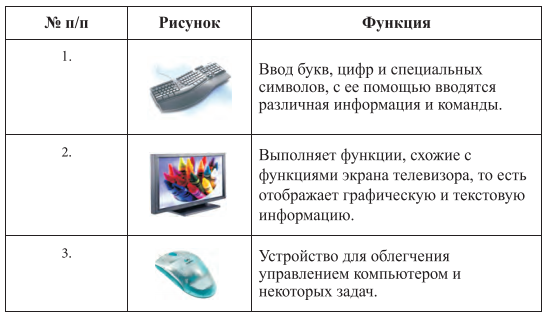 № п/п Рисунок Функция
1.
Ввод букв, цифр и специальных
символов, с ее помощью вводятся
различная информация и команды.
2.
Выполняет функции, схожие с
функциями экрана телевизора, то есть
отображает графическую и текстовую
информацию.
3.
Устройство для облегчения
управлением компьютером и
некоторых задач.